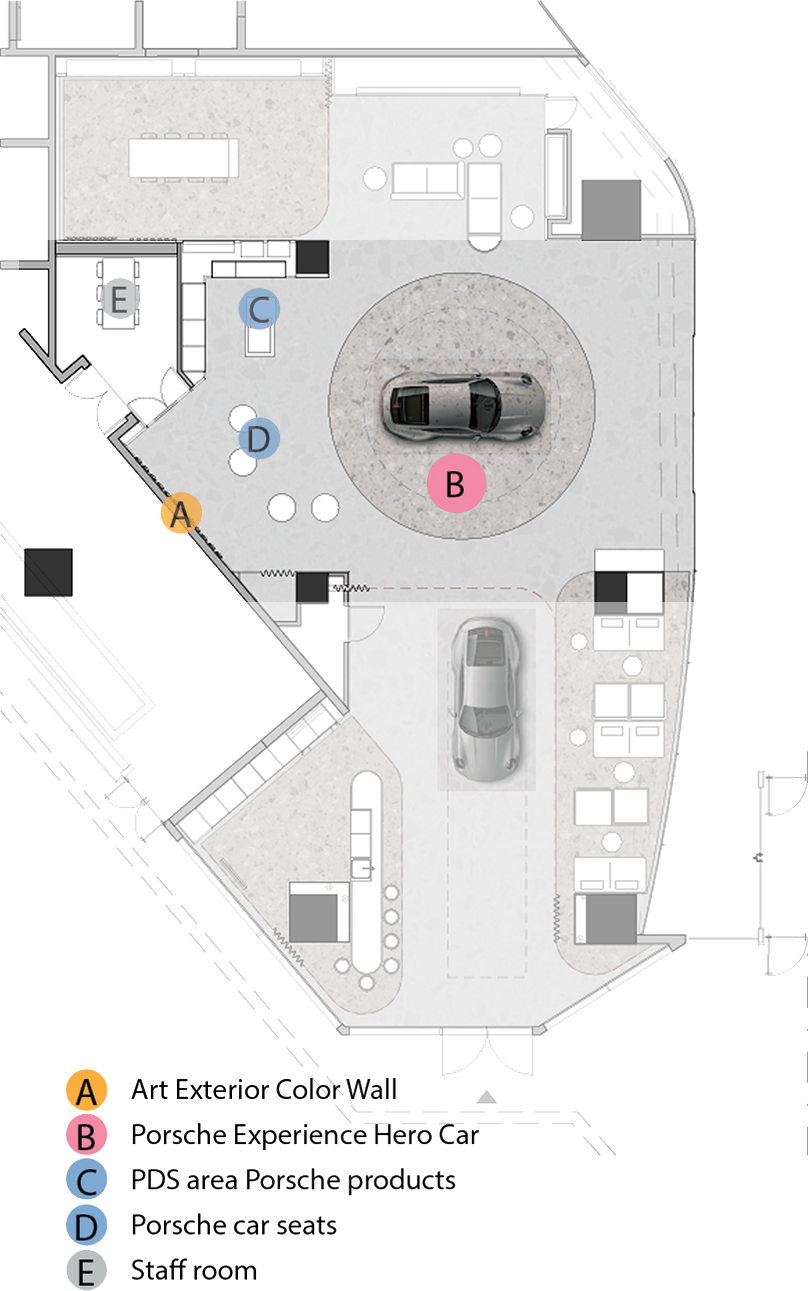 E
C
D
B
A
A Art Exterior Color Wall
B Porsche Experience Hero Car
C PDS area Porsche products
D Porsche car seats
E Staff room